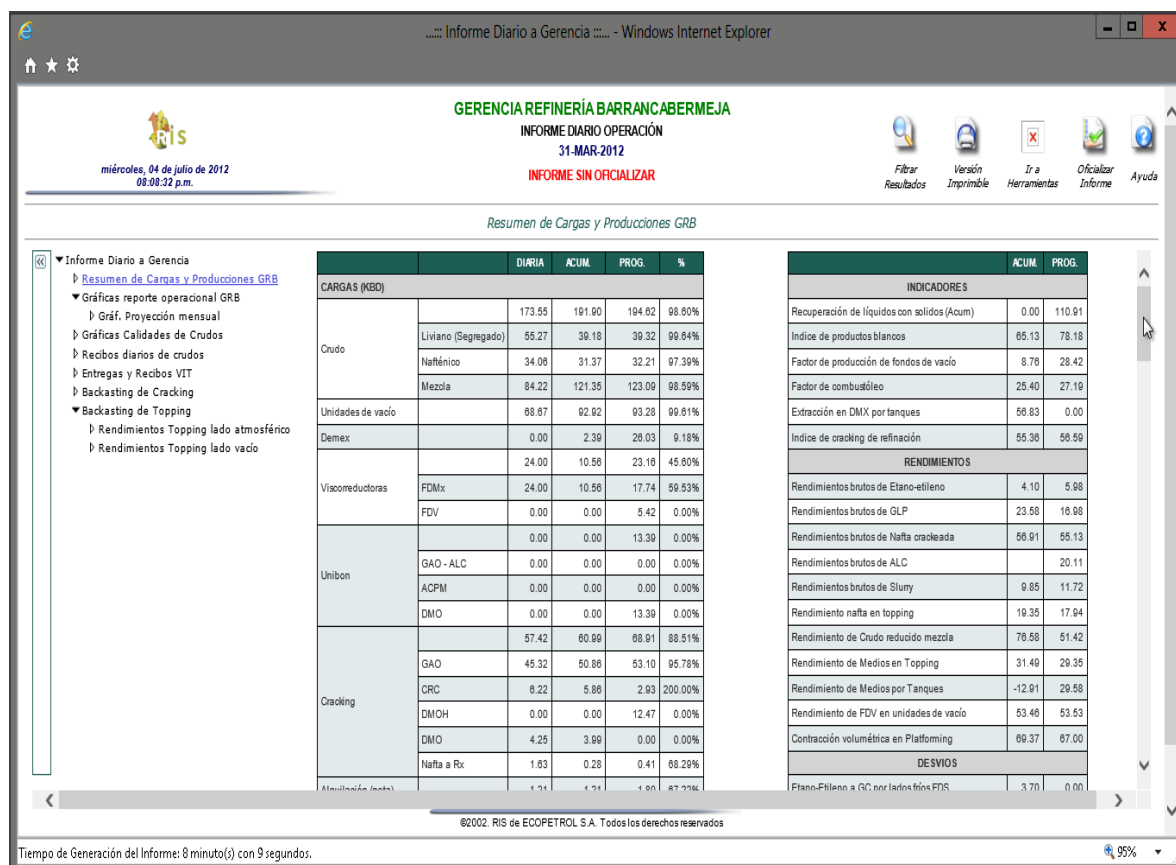 ...::: Informe Diario a Gerencia :::... - Windows Internet Explorer
Ris
miércoles, 04 de julio de 2012
08:08:32 p.m.
GERENCIA REFINERÍA BARRANCABERMEJA
INFORME DIARIO OPERACIÓN
31-MAR-2012
INFORME SIN OFICIALIZAR
Filtrar Resultados
Versión Imprimible
Ir a Herramientas
Oficializar Informe
Ayuda
Resumen de Cargas y Producciones GRB
Informe Diario a Gerencia
Resumen de Cargas y Producciones GRB
Gráficas reporte operacional GRB
Gráf. Proyección mensual
Gráficas Calidades de Crudos
Recibos diarios de crudos
Entregas y Recibos VIT
Backasting de Cracking
Backasting de Topping
Rendimientos Topping lado atmosférico
Rendimientos Topping lado vacío
DIARIA ACUM. PROG. %
CARGAS (KBD)
Crudo 173.55 191.90 194.62 98.60%
Liviano (Segregado) 55.27 39.18 39.32 99.64%
Nafténico 34.06 31.37 32.21 97.39%
Mezcla 84.22 121.35 123.09 98.59%
Unidades de vacío 68.67 92.92 93.28 99.61%
Demex 0.00 2.39 26.03 9.18%
Viscorreductoras 24.00 10.56 23.16 45.60%
FDMx 24.00 10.56 17.74 59.53%
FDV 0.00 0.00 5.42 0.00%
Unibon 0.00 0.00 13.39 0.00%
GAO - ALC 0.00 0.00 0.00 0.00%
ACPM 0.00 0.00 0.00 0.00%
DMO 0.00 0.00 13.39 0.00%
Cracking 57.42 60.99 68.91 88.51%
GAO 45.32 50.86 53.10 95.78%
CRC 6.22 5.86 2.93 200.00%
DMOH 0.00 0.00 12.47 0.00%
DMO 4.25 3.99 0.00 0.00%
Nafta a Rx 1.63 0.28 0.41 68.29%
Alquilación (neta) 1.21 1.21 1.80 67.22%
ACUM. PROG.
INDICADORES
Recuperación de líquidos con solidos (Acum) 0.00 110.91
Indice de productos blancos 65.13 78.18
Factor de producción de fondos de vacío 8.76 28.42
Factor de combustóleo 25.40 27.19
Extracción en DMX por tanques 56.83 0.00
Indice de cracking de refinación 55.36 56.59
RENDIMIENTOS
Rendimientos brutos de Etano-etileno 4.10 5.98
Rendimientos brutos de GLP 23.58 16.98
Rendimientos brutos de Nafta crackeada 56.91 55.13
Rendimientos brutos de ALC 20.11
Rendimientos brutos de Slurry 9.85 11.72
Rendimiento nafta en topping 19.35 17.94
Rendimiento de Crudo reducido mezcla 76.58 51.42
Rendimiento de Medios en Topping 31.49 29.35
Rendimiento de Medios por Tanques -12.91 29.58
Rendimiento de FDV en unidades de vacío 53.46 53.53
Contracción volumétrica en Platforming 69.37 67.00
DESVIOS
Etano-Etileno a GC por lados fríos FDS 3.70 0.00
©2002. RIS de ECOPETROL S.A. Todos los derechos reservados
Tiempo de Generación del Informe: 8 minuto(s) con 9 segundos.
95%